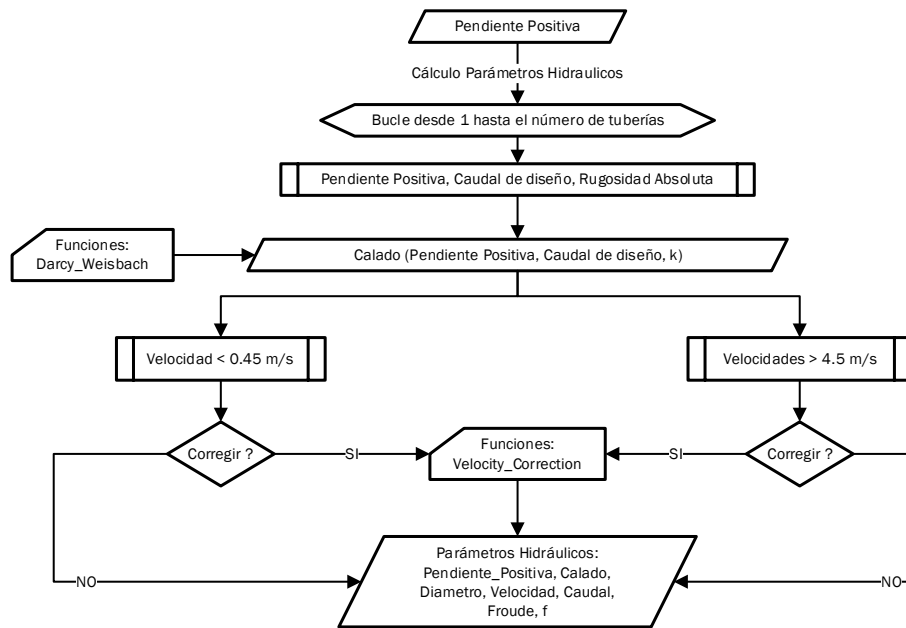 Pendiente Positiva
Cálculo Parámetros Hidraulicos
Bucle desde 1 hasta el número de tuberías
Pendiente Positiva, Caudal de diseño, Rugosidad Absoluta
Funciones:
Darcy_Weisbach
Calado (Pendiente Positiva, Caudal de diseño, k)
Velocidad < 0.45 m/s
Velocidades > 4.5 m/s
Corregir ?
SI
Funciones:
Velocity_Correction
SI
Corregir ?
NO
Parámetros Hidráulicos:
Pendiente_Positiva, Calado,
Diametro, Velocidad, Caudal,
Froude, f
NO